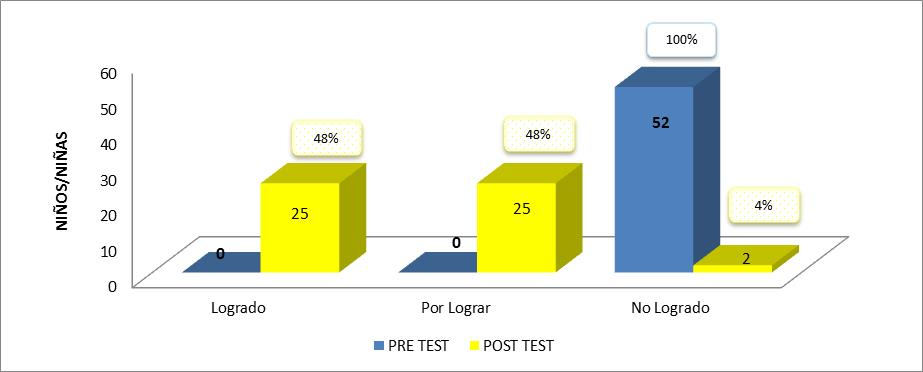 100%
60
50
40
30
20
10
0
NIÑOS/NIÑAS
48%
48%
52
4%
25
25
0
0
2
Logrado
Por Lograr
No Logrado
PRE TEST
POST TEST